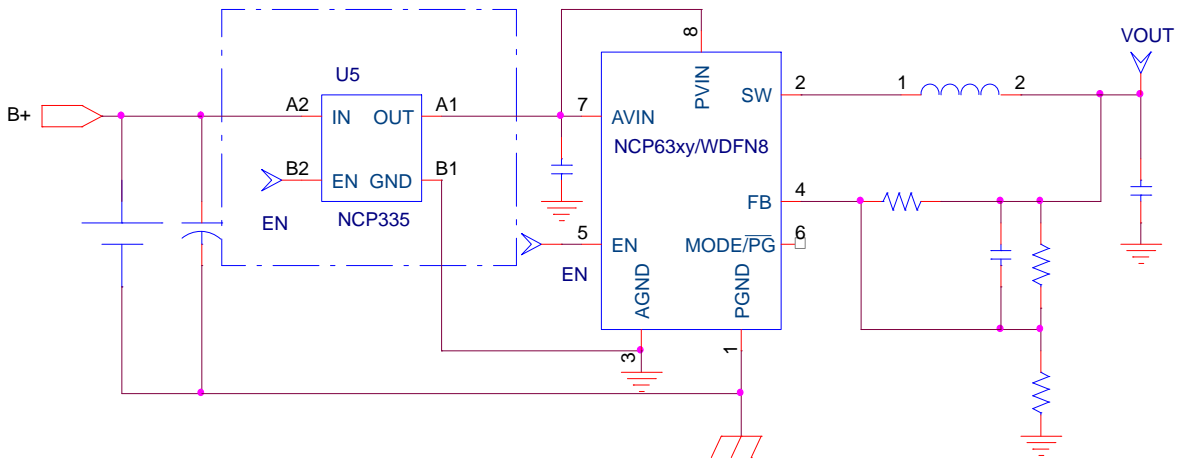 VOUT
8
U5
PVIN
2
1
2
SW
A2
A1
B+
IN
OUT
7
AVIN
NCP63xy/WDFN8
B2
B1
EN
GND
4
FB
NCP335
EN
5
6
EN
MODE/PG
EN
AGND
PGND
3
1